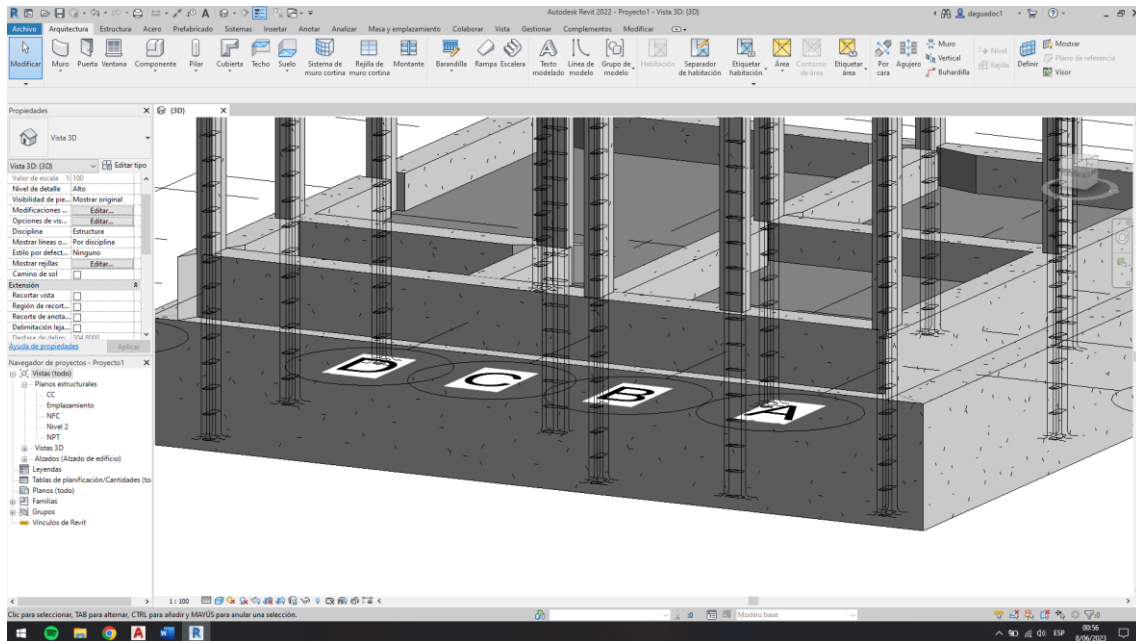 Autodesk Revit 2022 - Proyecto1 - Vista 3D: {3D}
deguadoc1
Archivo Arquitectura Estructura Acero Prefabricado Sistemas Insertar Anotar Analizar Masa y emplazamiento Colaborar Vista Gestionar Complementos Modificar
Modificar Muro Puerta Ventana Componente Pilar Cubierta Techo Suelo Sistema de muro cortina Rejilla de muro cortina Montante Barandilla Rampa Escalera Texto modelado Línea de modelo Grupo de modelo Habitación Separador de habitación Etiquetar habitación Área Contorno de área Etiquetar área Por cara Agujero Muro Vertical Buhardilla Nivel Rejilla Definir Mostrar Plano de referencia Visor
Propiedades
{3D}
Vista 3D
Vista 3D: {3D}
Editar tipo
Valor de escala 1: 100
Nivel de detalle Alto
Visibilidad de pie... Mostrar original
Modificaciones ... Editar...
Opciones de vis... Editar...
Disciplina Estructura
Mostrar líneas o... Por disciplina
Estilo por defect... Ninguno
Mostrar rejillas Editar...
Camino de sol
Extensión
Recortar vista
Región de recort...
Recorte de anota...
Delimitación leja...
Desfase de delim... 304.8000
Ayuda de propiedades
Aplicar
Navegador de proyectos - Proyecto1
Vistas (todo)
Planos estructurales
CC
Emplazamiento
NFC
Nivel 2
NPT
Vistas 3D
Alzados (Alzado de edificio)
Leyendas
Tablas de planificación/Cantidades (to
Planos (todo)
Familias
Grupos
Vínculos de Revit
D C B A
1 : 100
Clic para seleccionar, TAB para alternar, CTRL para añadir y MAYÚS para anular una selección.
:0
Modelo base
:0
ESP
00:56
8/06/2023